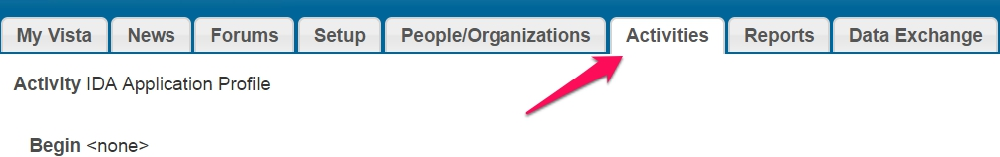 My Vista News Forums Setup People/Organizations Activities Reports Data Exchange
Activity IDA Application Profile
Begin <none>